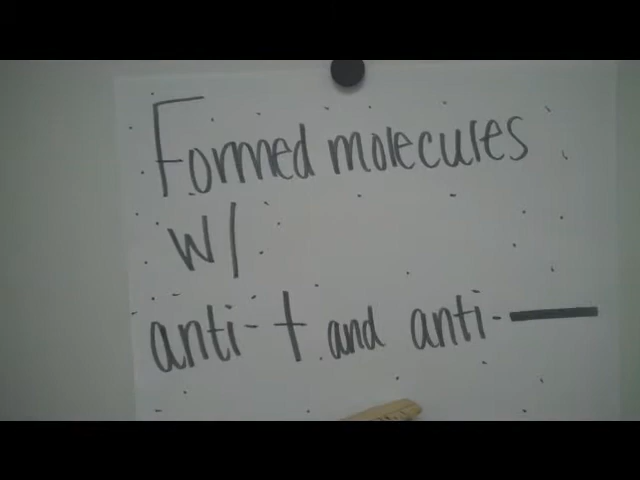 Formed molecules
w/
anti-+ and anti-—